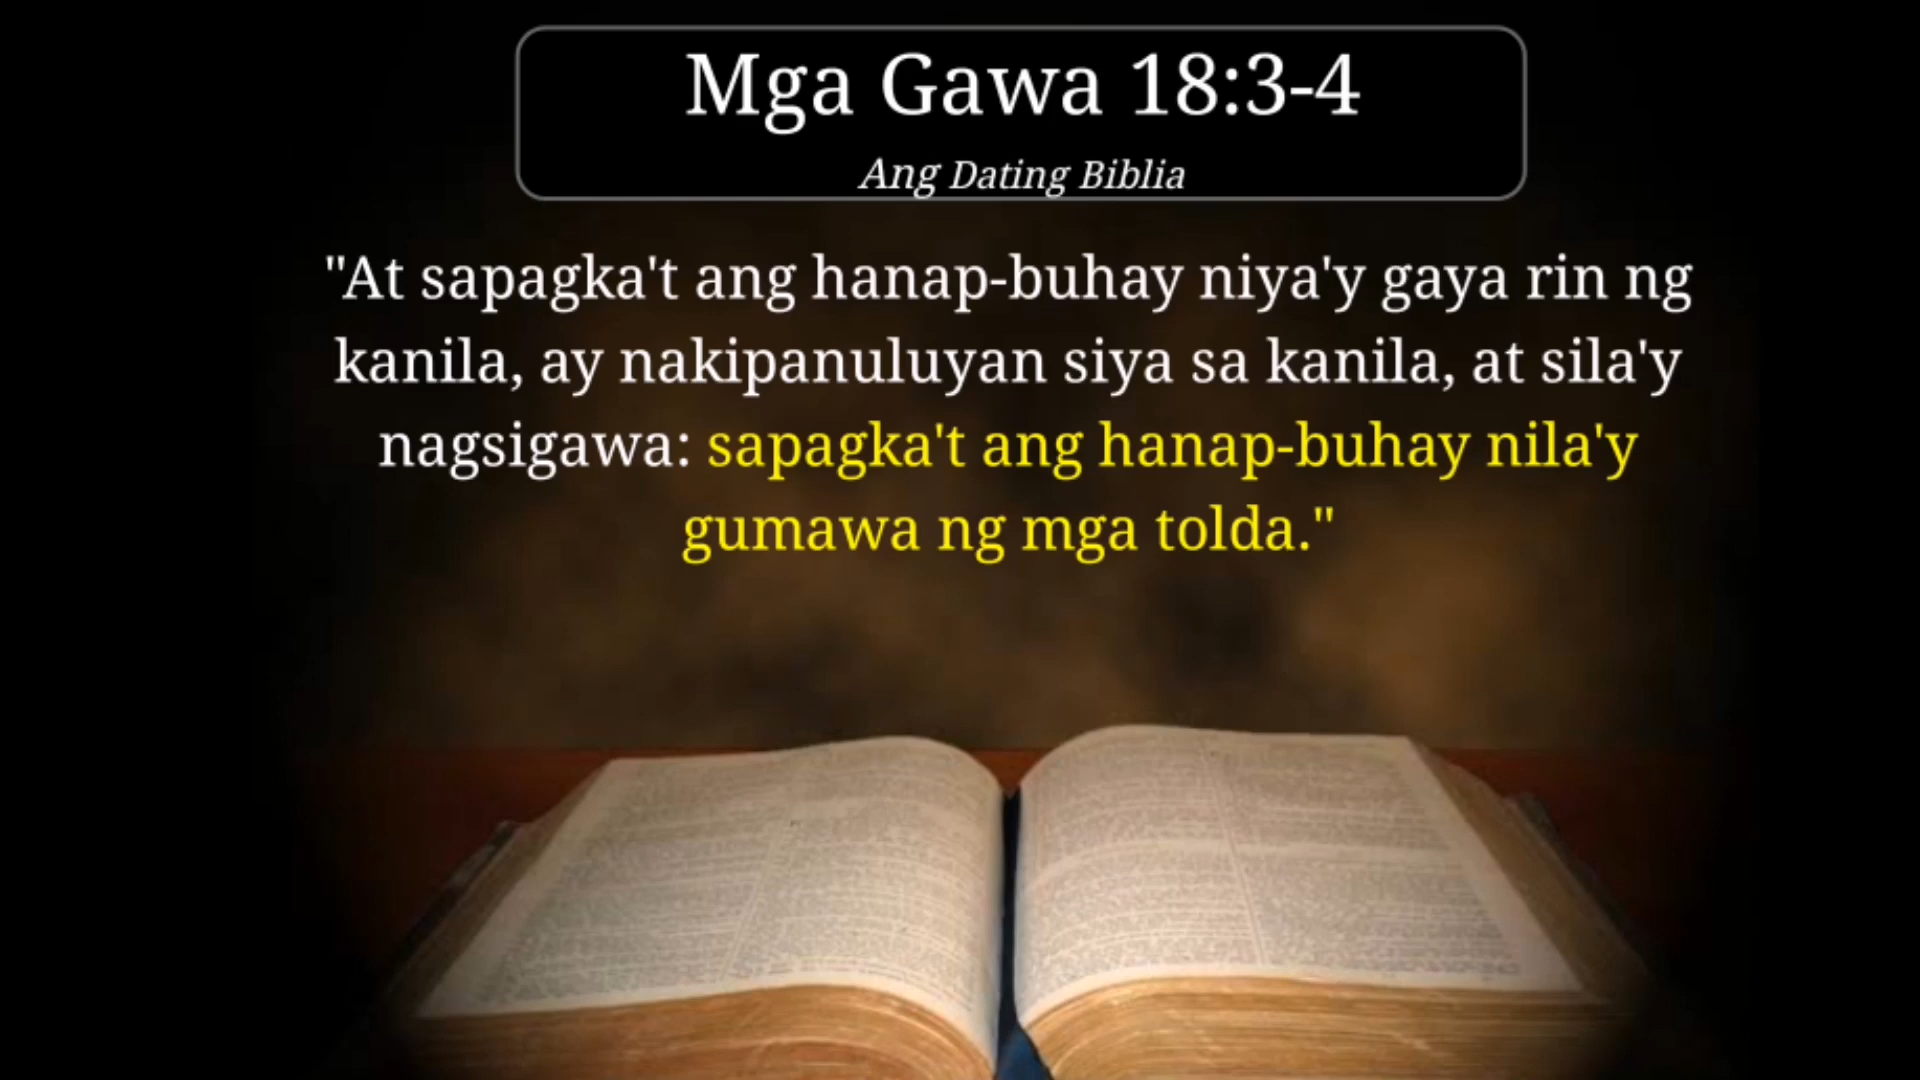 Mga Gawa 18:3-4
Ang Dating Biblia
"At sapagka't ang hanap-buhay niya'y gaya rin ng
kanila, ay nakipanuluyan siya sa kanila, at sila'y
nagsigawa: sapagka't ang hanap-buhay nila'y
gumawa ng mga tolda."